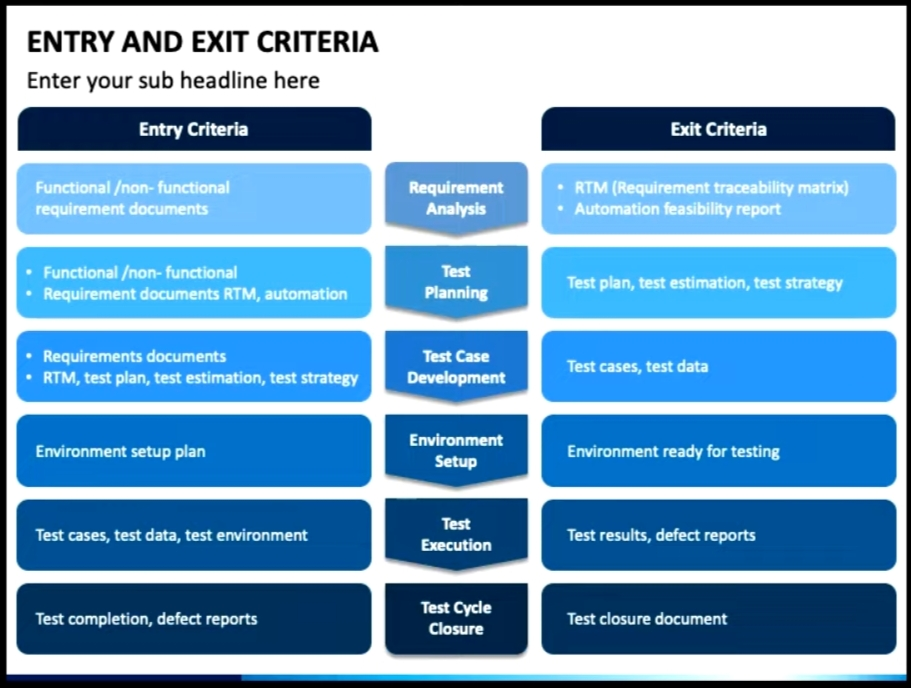 ENTRY AND EXIT CRITERIA
Enter your sub headline here
Entry Criteria
Exit Criteria
Functional /non- functional
requirement documents
Requirement
Analysis
• RTM (Requirement traceability matrix)
• Automation feasibility report
• Functional /non- functional
• Requirement documents RTM, automation
Test
Planning
Test plan, test estimation, test strategy
• Requirements documents
• RTM, test plan, test estimation, test strategy
Test Case
Development
Test cases, test data
Environment setup plan
Environment
Setup
Environment ready for testing
Test cases, test data, test environment
Test
Execution
Test results, defect reports
Test completion, defect reports
Test Cycle
Closure
Test closure document